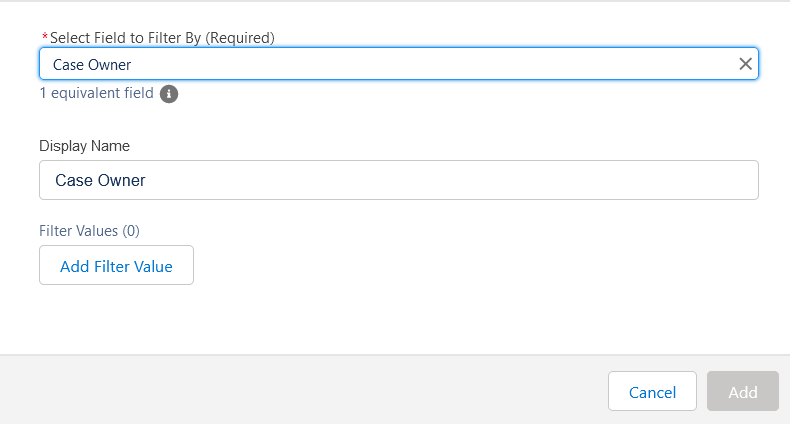 *Select Field to Filter By (Required)
Case Owner
1 equivalent field
Display Name
Case Owner
Filter Values (0)
Add Filter Value
Cancel
Add